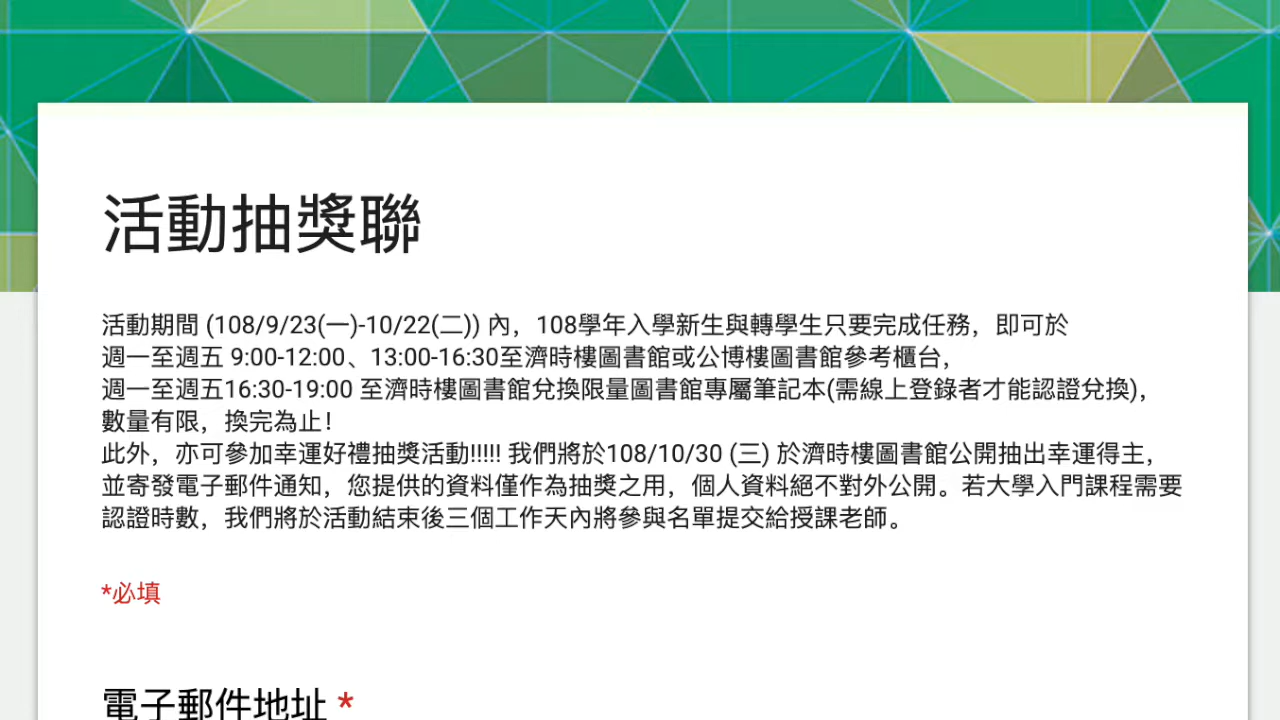 活動抽獎聯
活動期間 (108/9/23(一)-10/22(二)) 內，108學年入學新生與轉學生只要完成任務，即可於
週一至週五 9:00-12:00、13:00-16:30至濟時樓圖書館或公博樓圖書館參考櫃台，
週一至週五16:30-19:00 至濟時樓圖書館兌換限量圖書館專屬筆記本(需線上登錄者才能認證兌換)，
數量有限，換完為止！
此外，亦可參加幸運好禮抽獎活動!!!!! 我們將於108/10/30 (三) 於濟時樓圖書館公開抽出幸運得主，
並寄發電子郵件通知，您提供的資料僅作為抽獎之用，個人資料絕不對外公開。若大學入門課程需要
認證時數，我們將於活動結束後三個工作天內將參與名單提交給授課老師。
*必填
電子郵件地址 *